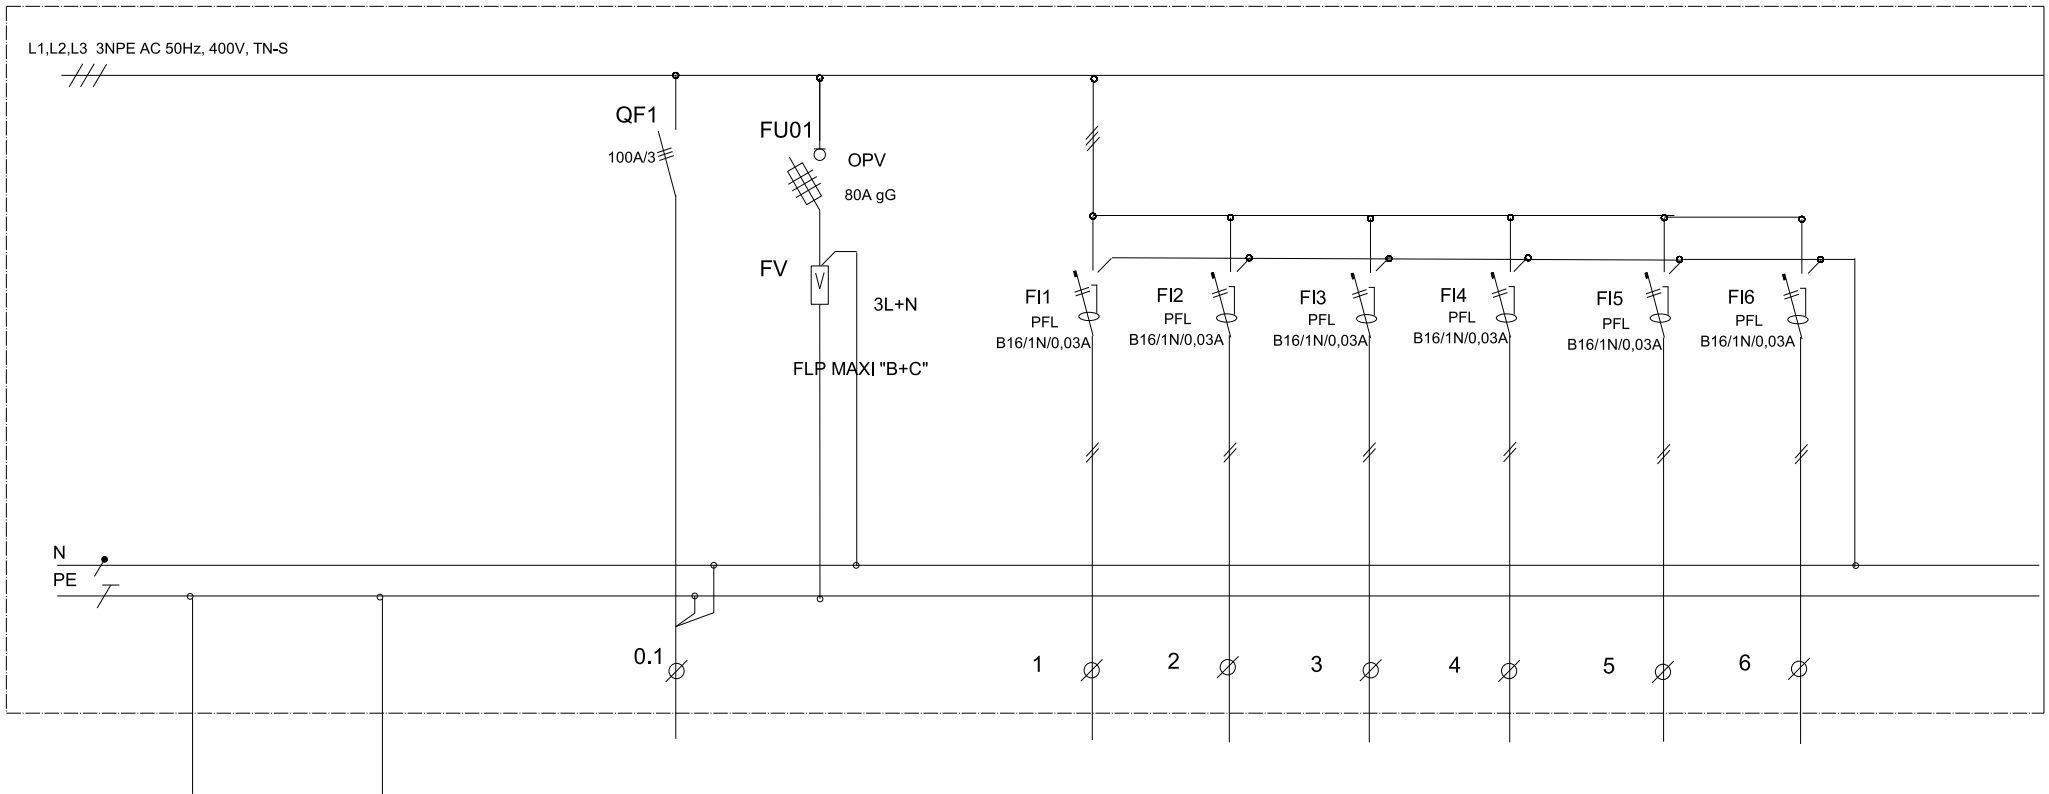 L1,L2,L3 3NPE AC 50Hz, 400V, TN-S
QF1
100A/3
FU01
OPV
80A gG
FV
3L+N
FLP MAXI "B+C"
FI1
PFL
B16/1N/0,03A
FI2
PFL
B16/1N/0,03A
FI3
PFL
B16/1N/0,03A
FI4
PFL
B16/1N/0,03A
FI5
PFL
B16/1N/0,03A
FI6
PFL
B16/1N/0,03A
N
PE
0.1
1
2
3
4
5
6